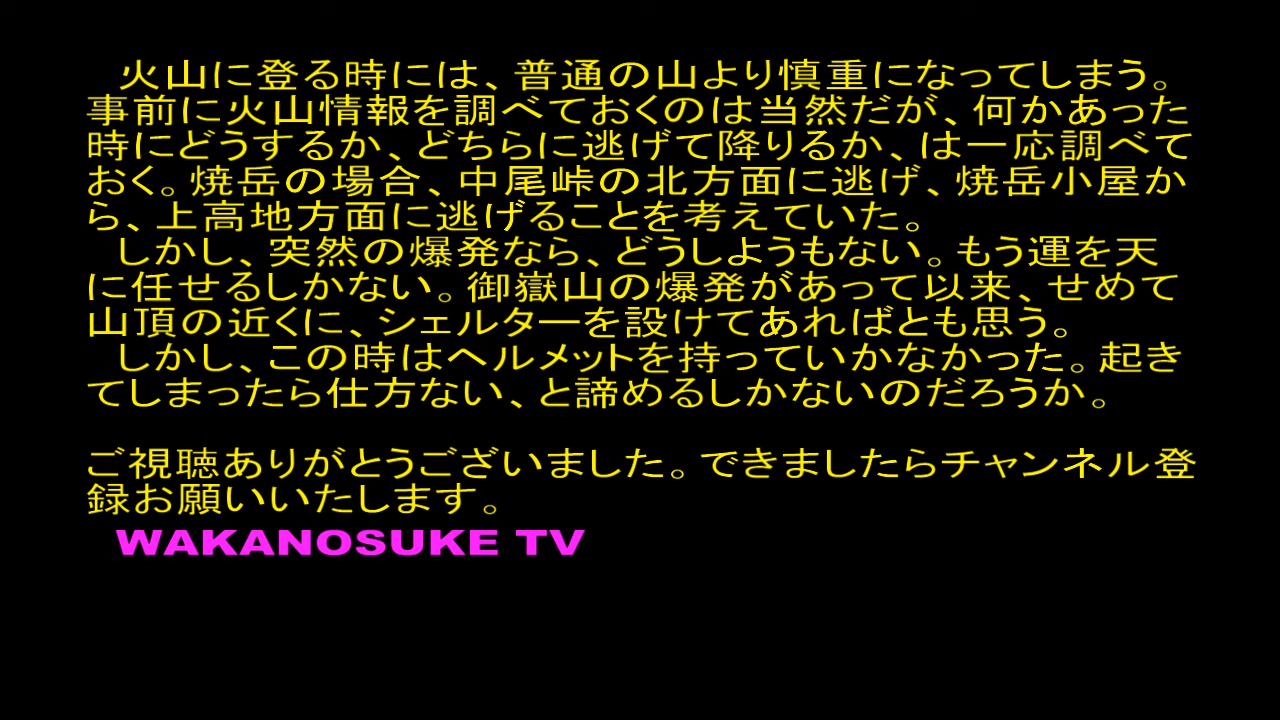 火山に登る時には、普通の山より慎重になってしまう。
事前に火山情報を調べておくのは当然だが、何かあった
時にどうするか、どちらに逃げて降りるか、は一応調べて
おく。焼岳の場合、中尾峠の北方面に逃げ、焼岳小屋か
ら、上高地方面に逃げることを考えていた。
しかし、突然の爆発なら、どうしようもない。もう運を天
に任せるしかない。御嶽山の爆発があって以来、せめて
山頂の近くに、シェルターを設けてあればとも思う。
しかし、この時はヘルメットを持っていかなかった。起き
てしまったら仕方ない、と諦めるしかないのだろうか。
ご視聴ありがとうございました。できましたらチャンネル登
録お願いいたします。
WAKANOSUKE TV